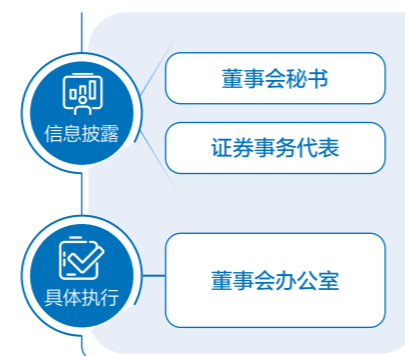 信息披露
董事会秘书
证券事务代表
具体执行
董事会办公室